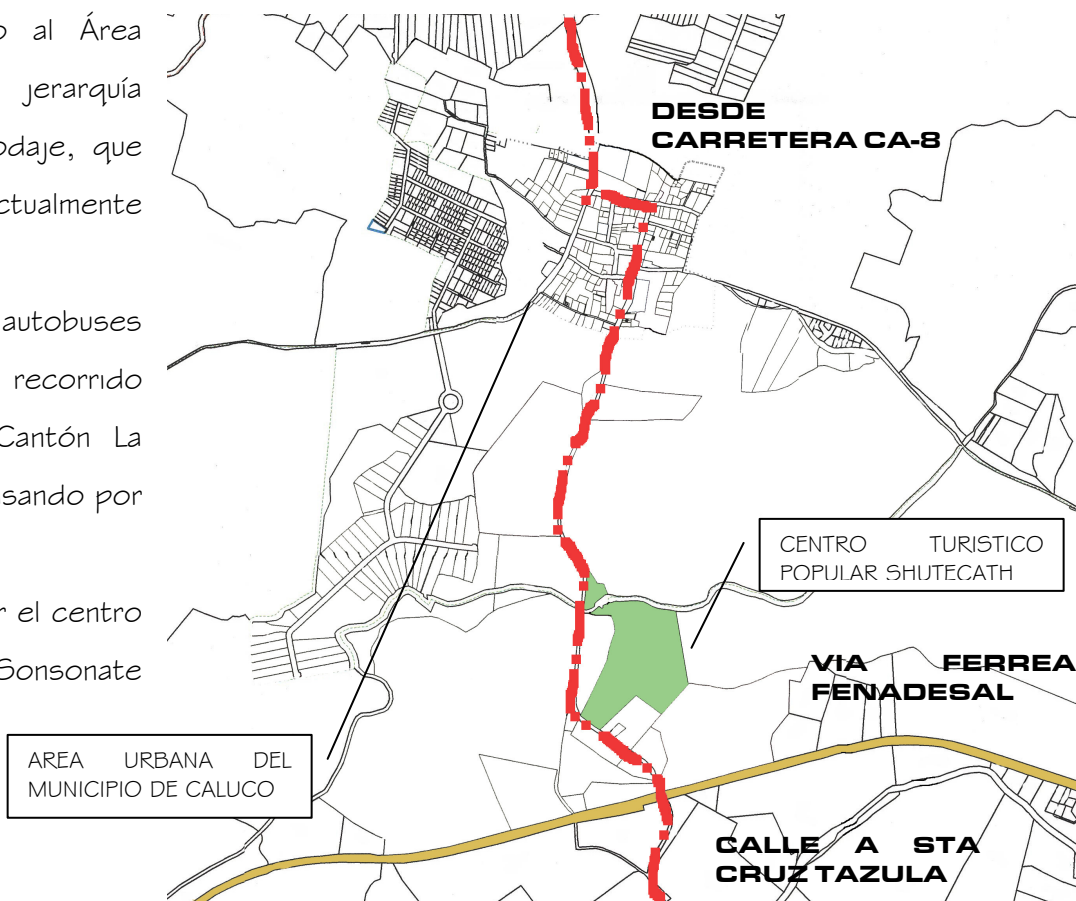 o al Área
jerarquía
odaje, que
ctualmente
autobuses
recorrido
Cantón La
sando por
r el centro
Sonsonate
DESDE
CARRETERA CA-8
CENTRO TURISTICO
POPULAR SHUTECATH
VIA FERREA
FENADESAL
AREA URBANA DEL
MUNICIPIO DE CALUCO
CALLE A STA
CRUZ TAZULA